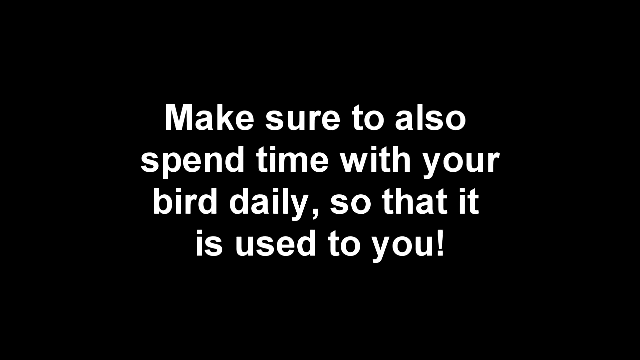 Make sure to also
spend time with your
bird daily, so that it
is used to you!